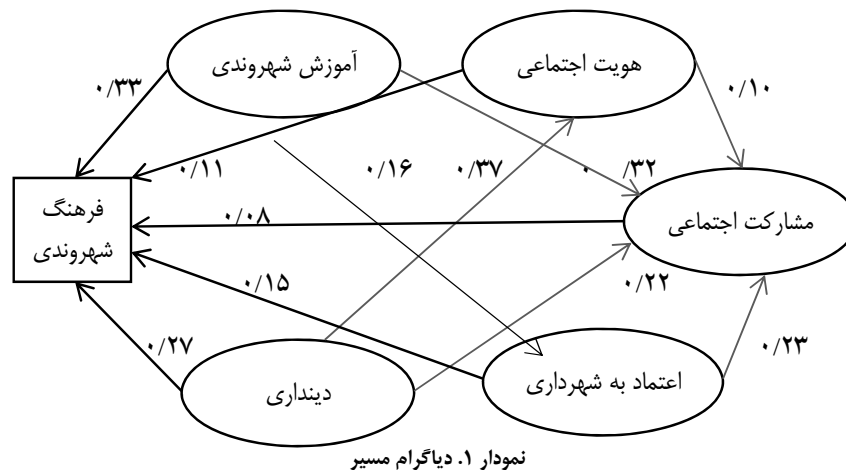 آموزش شهروندی
هویت اجتماعی
۰/۳۳
۰/۱۰
۰/۱۱
۰/۱۶
۰/۳۷
۰/۳۲
فرهنگ
شهروندی
مشارکت اجتماعی
۰/۰۸
۰/۱۵
۰/۲۲
۰/۲۷
۰/۲۳
دینداری
اعتماد به شهرداری
نمودار ۱. دیاگرام مسیر